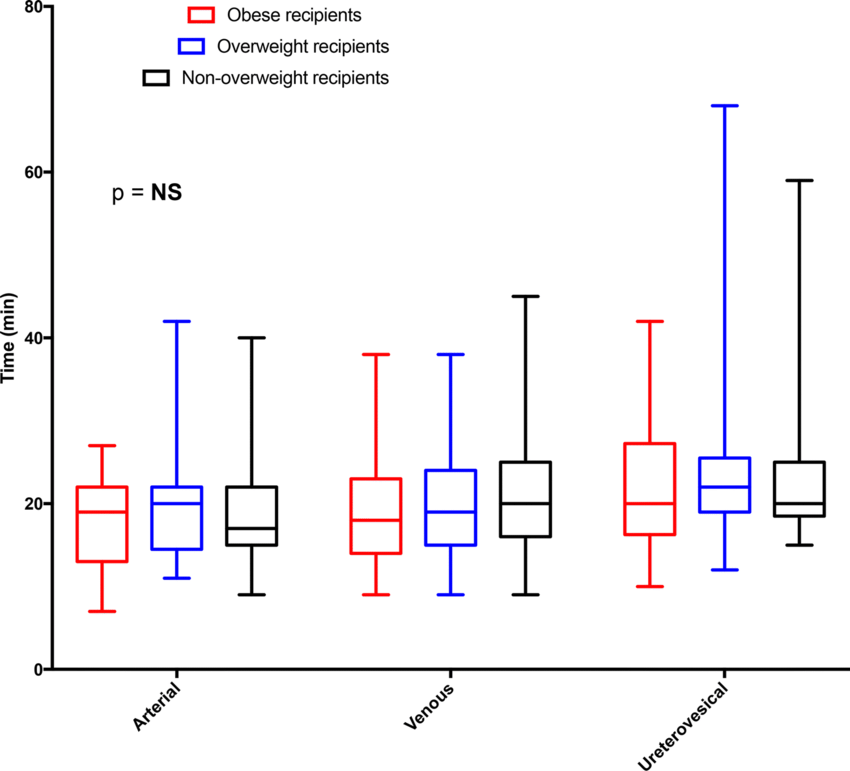 80
Obese recipients
Overweight recipients
Non-overweight recipients
60
p = NS
Time (min)
40
20
0
Arterial
Venous
Ureterovesical